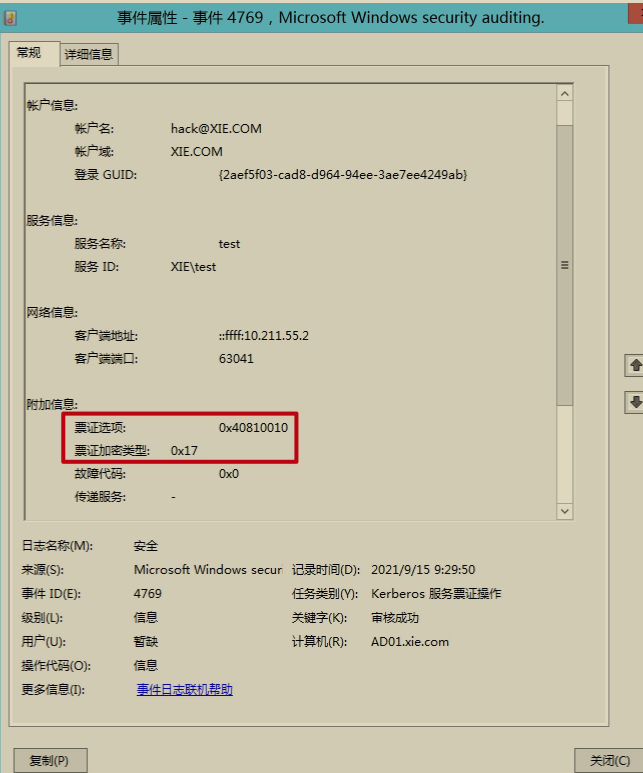 事件属性 - 事件 4769，Microsoft Windows security auditing.
常规 详细信息
帐户信息:
帐户名: hack@XIE.COM
帐户域: XIE.COM
登录 GUID: {2aef5f03-cad8-d964-94ee-3ae7ee4249ab}
服务信息:
服务名称: test
服务 ID: XIE\test
网络信息:
客户端地址: ::ffff:10.211.55.2
客户端端口: 63041
附加信息:
票证选项: 0x40810010
票证加密类型: 0x17
故障代码: 0x0
传递服务: -
日志名称(M): 安全
来源(S): Microsoft Windows securi 记录时间(D): 2021/9/15 9:29:50
事件 ID(E): 4769 任务类别(Y): Kerberos 服务票证操作
级别(L): 信息 关键字(K): 审核成功
用户(U): 暂缺 计算机(R): AD01.xie.com
操作代码(O): 信息
更多信息(I): 事件日志联机帮助
复制(P) 关闭(C)